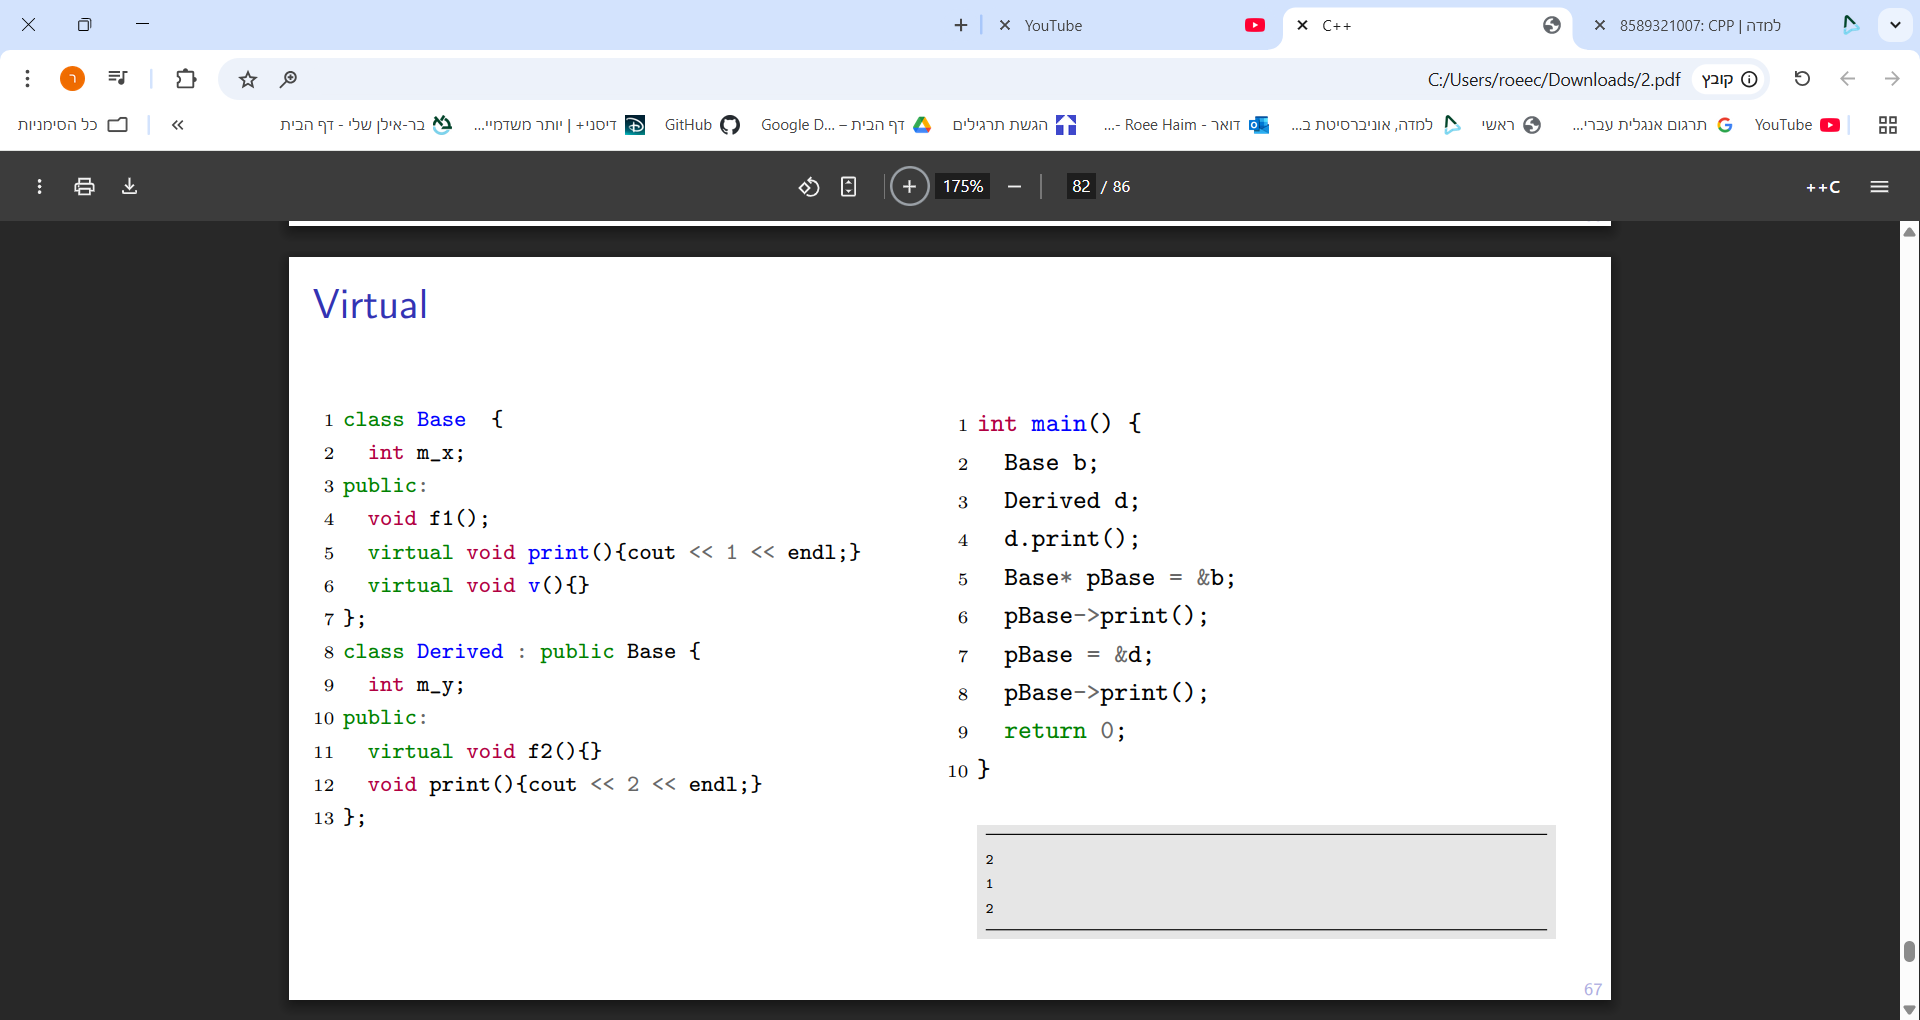 YouTube
C++
למדה | 8589321007: CPP
C:/Users/roeec/Downloads/2.pdf
קובץ
ר
כל הסימניות
»
בר-אילן שלי - דף הבית
דיסני+ | יותר משדמיי...
GitHub
דף הבית – Google D...
הגשת תרגילים
דואר - Roee Haim -...
למדה, אוניברסיטת ב...
ראשי
תרגום אנגלית עברי...
YouTube
175%
82 / 86
C++
Virtual
1 class Base {
2 int m_x;
3 public:
4 void f1();
5 virtual void print(){cout << 1 << endl;}
6 virtual void v(){}
7 };
8 class Derived : public Base {
9 int m_y;
10 public:
11 virtual void f2(){}
12 void print(){cout << 2 << endl;}
13 };
1 int main() {
2 Base b;
3 Derived d;
4 d.print();
5 Base* pBase = &b;
6 pBase->print();
7 pBase = &d;
8 pBase->print();
9 return 0;
10 }
2
1
2
67